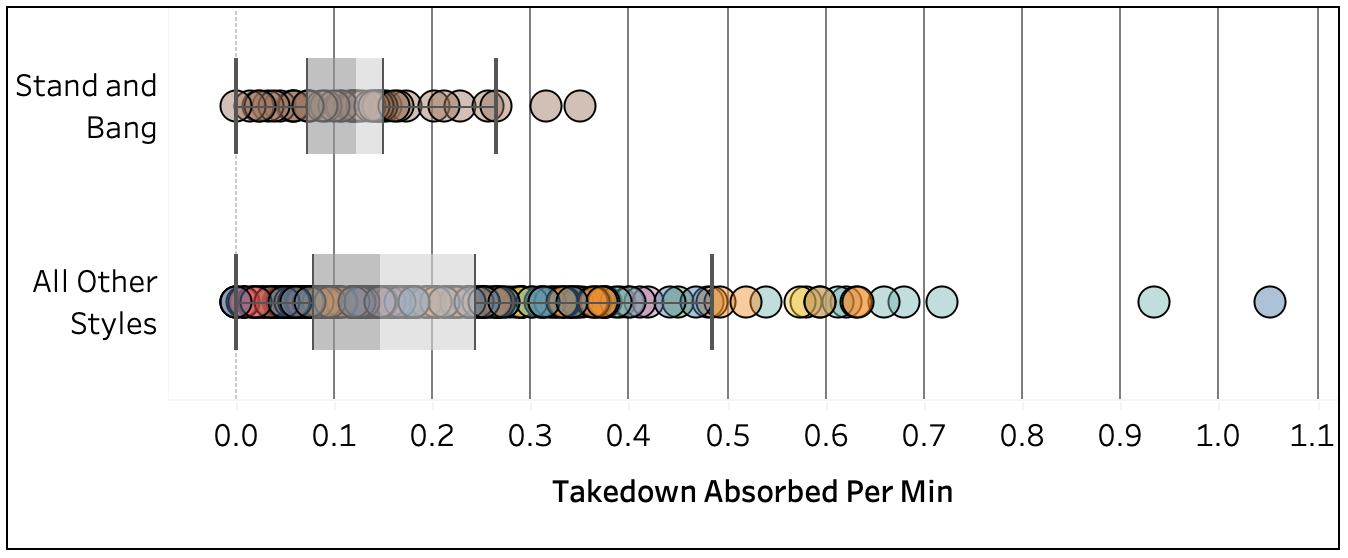 Stand and
Bang
All Other
Styles
0.0 0.1 0.2 0.3 0.4 0.5 0.6 0.7 0.8 0.9 1.0 1.1
Takedown Absorbed Per Min